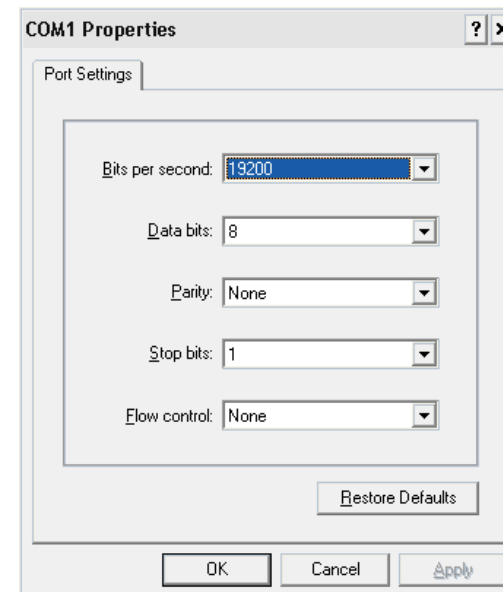 COM1 Properties
Port Settings
Bits per second: 19200
Data bits: 8
Parity: None
Stop bits: 1
Flow control: None
Restore Defaults
OK Cancel Apply